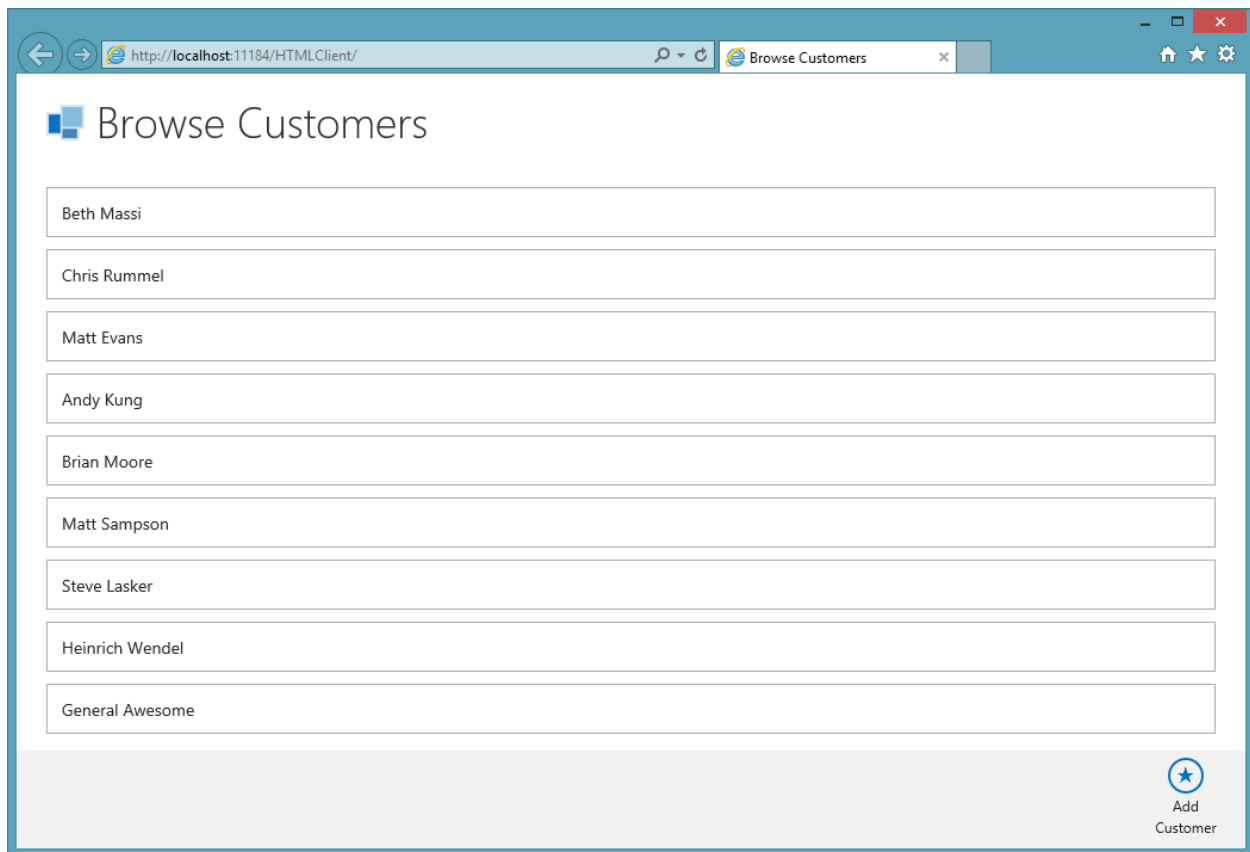 http://localhost:11184/HTMLClient/
Browse Customers
Browse Customers
Beth Massi
Chris Rummel
Matt Evans
Andy Kung
Brian Moore
Matt Sampson
Steve Lasker
Heinrich Wendel
General Awesome
Add
Customer